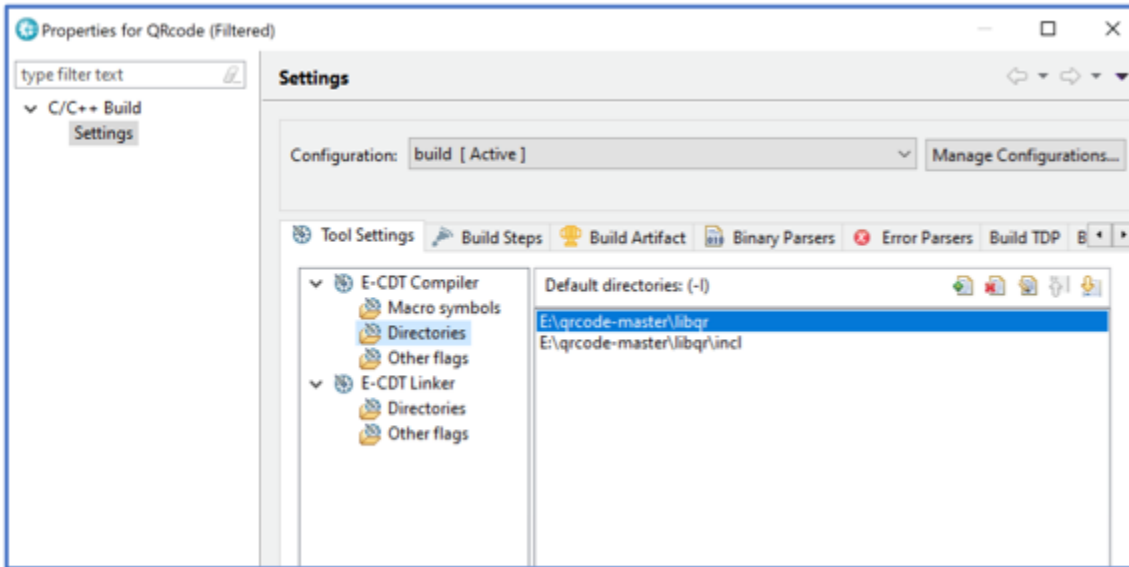 Properties for QRcode (Filtered)
type filter text
C/C++ Build
Settings
Settings
Configuration: build [ Active ] Manage Configurations...
Tool Settings Build Steps Build Artifact Binary Parsers Error Parsers Build TDP B
E-CDT Compiler
Macro symbols
Directories
Other flags
E-CDT Linker
Directories
Other flags
Default directories: (-I)
E:\qrcode-master\libqr
E:\qrcode-master\libqr\incl